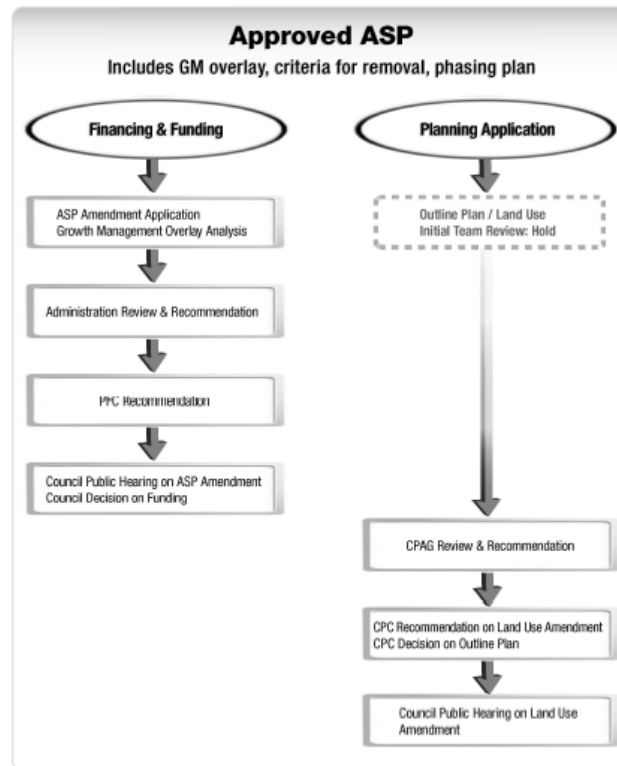 Approved ASP
Includes GM overlay, criteria for removal, phasing plan
Financing & Funding
ASP Amendment Application
Growth Management Overlay Analysis
Administration Review & Recommendation
PFC Recommendation
Council Public Hearing on ASP Amendment
Council Decision on Funding
Planning Application
Outline Plan / Land Use
Initial Team Review: Hold
CPAG Review & Recommendation
CPC Recommendation on Land Use Amendment
CPC Decision on Outline Plan
Council Public Hearing on Land Use
Amendment